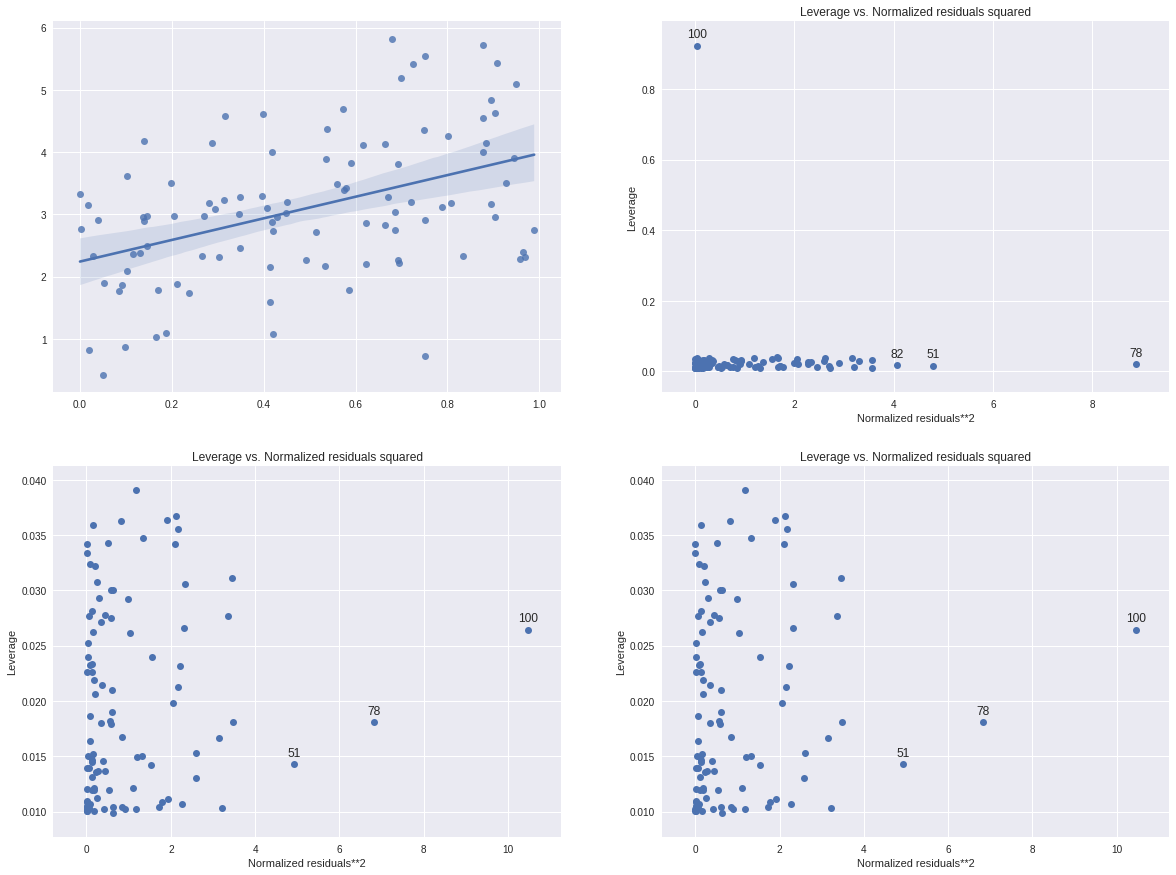 6
5
4
3
2
1
0.0 0.2 0.4 0.6 0.8 1.0
Leverage vs. Normalized residuals squared
100
0.8
0.6
Leverage
0.4
0.2
82 51 78
0.0
0 2 4 6 8
Normalized residuals**2
Leverage vs. Normalized residuals squared
0.040
0.035
0.030
100
0.025
Leverage
0.020
78
0.015
51
0.010
0 2 4 6 8 10
Normalized residuals**2
Leverage vs. Normalized residuals squared
0.040
0.035
0.030
100
0.025
Leverage
0.020
78
0.015
51
0.010
0 2 4 6 8 10
Normalized residuals**2